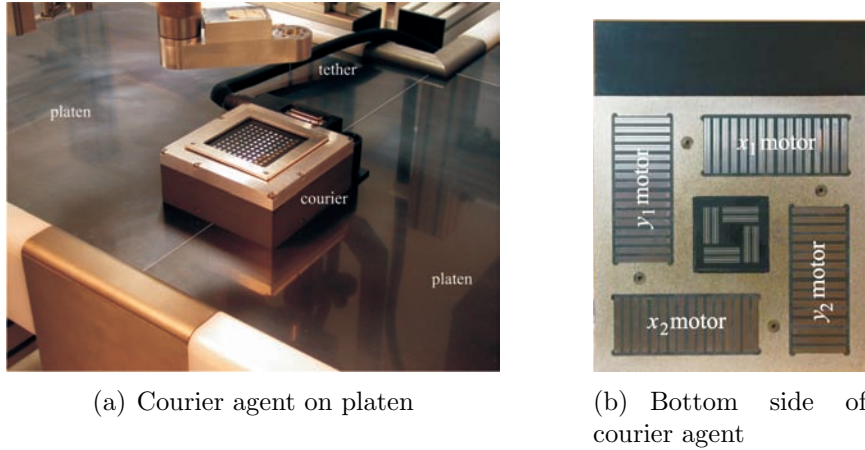 tether
platen
courier
platen
y₁ motor
x₁ motor
x₂ motor
y₂ motor
(a) Courier agent on platen
(b) Bottom side of
courier agent